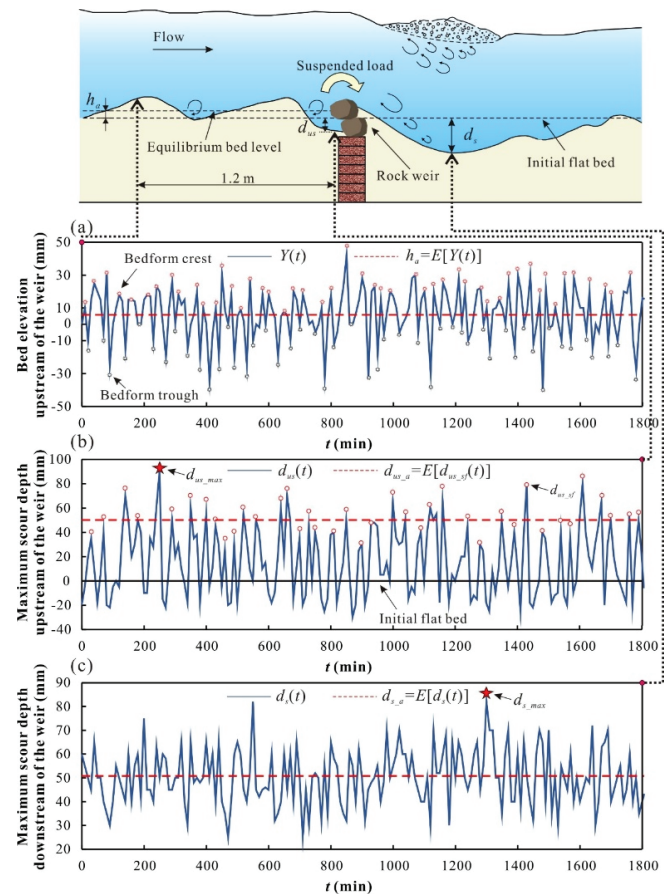 Flow
Suspended load
hₐ
d_us
d_s
Equilibrium bed level
Rock weir
Initial flat bed
1.2 m
(a)
Bed elevation
upstream of the weir (mm)
50
30
10
0
-10
-30
-50
Bedform crest
Y(t)
hₐ=E[Y(t)]
Bedform trough
0 200 400 600 800 1000 1200 1400 1600 1800
t (min)
(b)
Maximum scour depth
upstream of the weir (mm)
100
80
60
40
20
0
-20
-40
d_us_max
d_us(t)
d_us_a=E[d_us_sf(t)]
d_us_sf
Initial flat bed
0 200 400 600 800 1000 1200 1400 1600 1800
t (min)
(c)
Maximum scour depth
downstream of the weir (mm)
90
80
70
60
50
40
30
20
d_s(t)
d_s_a=E[d_s(t)]
d_s_max
0 200 400 600 800 1000 1200 1400 1600 1800
t (min)